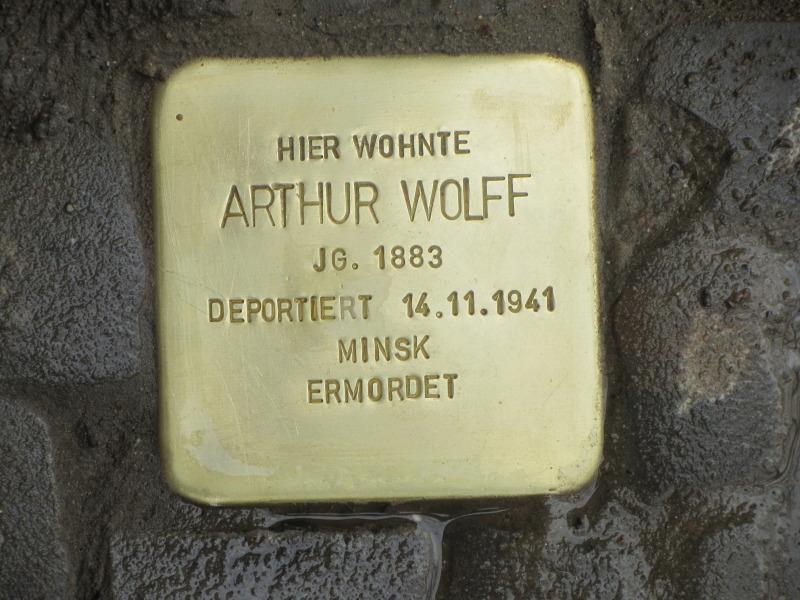 HIER WOHNTE
ARTHUR WOLFF
JG. 1883
DEPORTIERT 14.11.1941
MINSK
ERMORDET